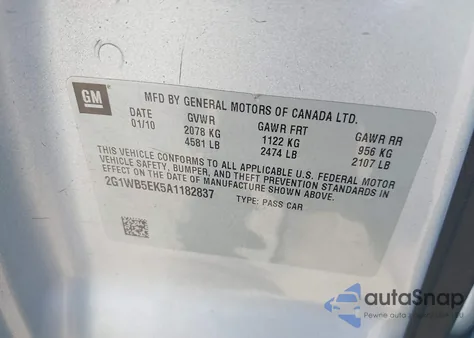 GM
MFD BY GENERAL MOTORS OF CANADA LTD.
DATE GVWR GAWR FRT GAWR RR
01/10 2078 KG 1122 KG 956 KG
4581 LB 2474 LB 2107 LB
THIS VEHICLE CONFORMS TO ALL APPLICABLE U.S. FEDERAL MOTOR
VEHICLE SAFETY, BUMPER, AND THEFT PREVENTION STANDARDS IN
EFFECT ON THE DATE OF MANUFACTURE SHOWN ABOVE.
2G1WB5EK5A1182837 TYPE: PASS CAR
autoSnap
Pewne auto update!